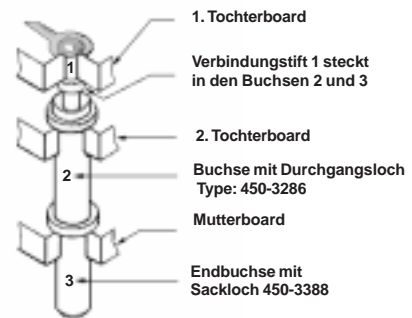 1. Tochterboard
1
Verbindungstift 1 steckt
in den Buchsen 2 und 3
2. Tochterboard
2
Buchse mit Durchgangsloch
Type: 450-3286
Mutterboard
3
Endbuchse mit
Sackloch 450-3388